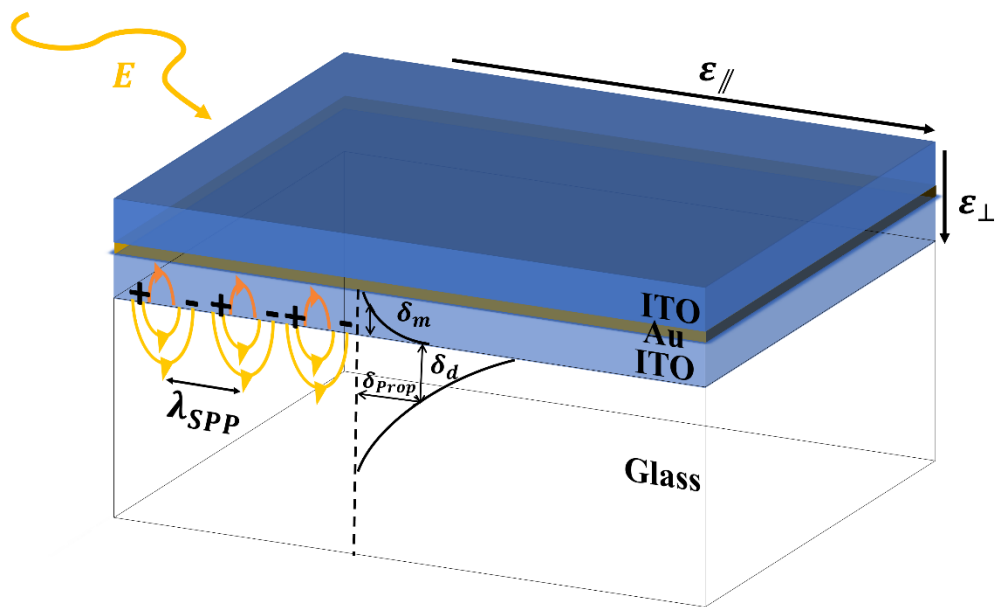 E
ε∥
ε⊥
ITO
Au
ITO
+ - + - + -
δm
δd
δProp
λSPP
Glass